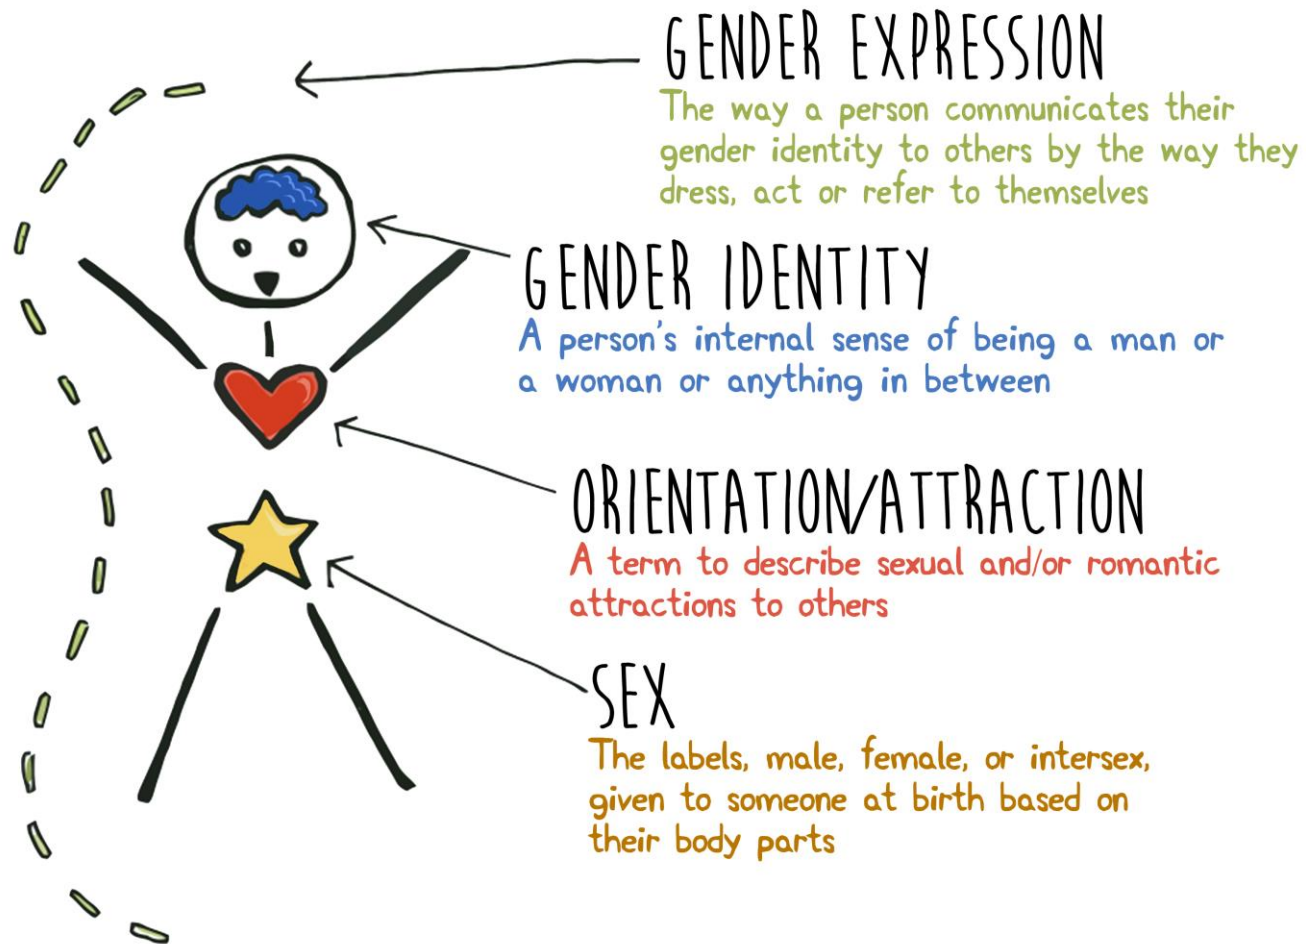 GENDER EXPRESSION
The way a person communicates their
gender identity to others by the way they
dress, act or refer to themselves
GENDER IDENTITY
A person's internal sense of being a man or
a woman or anything in between
ORIENTATION/ATTRACTION
A term to describe sexual and/or romantic
attractions to others
SEX
The labels, male, female, or intersex,
given to someone at birth based on
their body parts